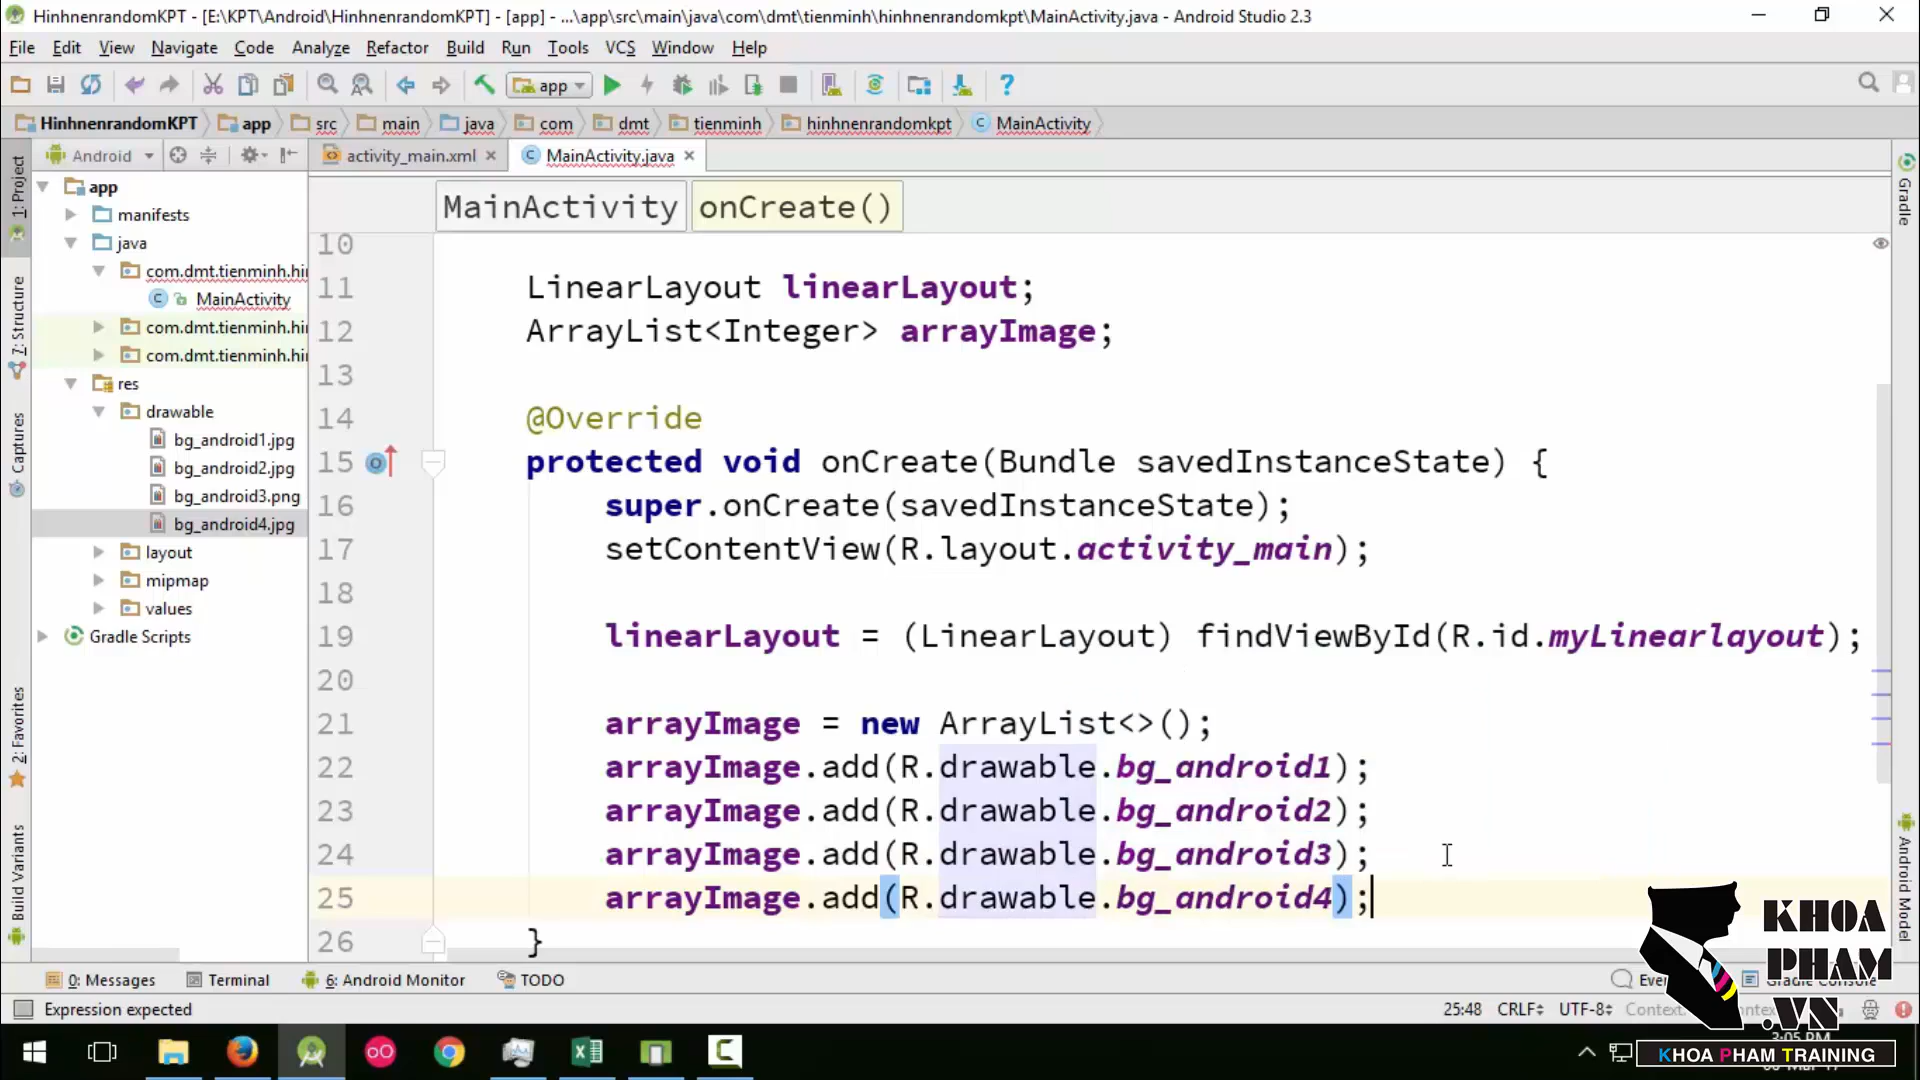 HinhnenrandomKPT - [E:\KPT\Android\HinhnenrandomKPT] - [app] - ...\app\src\main\java\com\dmt\tienminh\hinhnenrandomkpt\MainActivity.java - Android Studio 2.3
File Edit View Navigate Code Analyze Refactor Build Run Tools VCS Window Help
app
HinhnenrandomKPT app src main java com dmt tienminh hinhnenrandomkpt MainActivity
Android activity_main.xml MainActivity.java
1: Project
7: Structure
Captures
2: Favorites
Build Variants
Gradle
Android Model
app
manifests
java
com.dmt.tienminh.hi
MainActivity
com.dmt.tienminh.hi
com.dmt.tienminh.hi
res
drawable
bg_android1.jpg
bg_android2.jpg
bg_android3.png
bg_android4.jpg
layout
mipmap
values
Gradle Scripts
MainActivity onCreate()
10
11 LinearLayout linearLayout;
12 ArrayList<Integer> arrayImage;
13
14 @Override
15 protected void onCreate(Bundle savedInstanceState) {
16 super.onCreate(savedInstanceState);
17 setContentView(R.layout.activity_main);
18
19 linearLayout = (LinearLayout) findViewById(R.id.myLinearlayout);
20
21 arrayImage = new ArrayList<>();
22 arrayImage.add(R.drawable.bg_android1);
23 arrayImage.add(R.drawable.bg_android2);
24 arrayImage.add(R.drawable.bg_android3);
25 arrayImage.add(R.drawable.bg_android4);
26 }
0: Messages Terminal 6: Android Monitor TODO
Expression expected 25:48 CRLF UTF-8
KHOA
PHAM
.VN
KHOA PHAM TRAINING